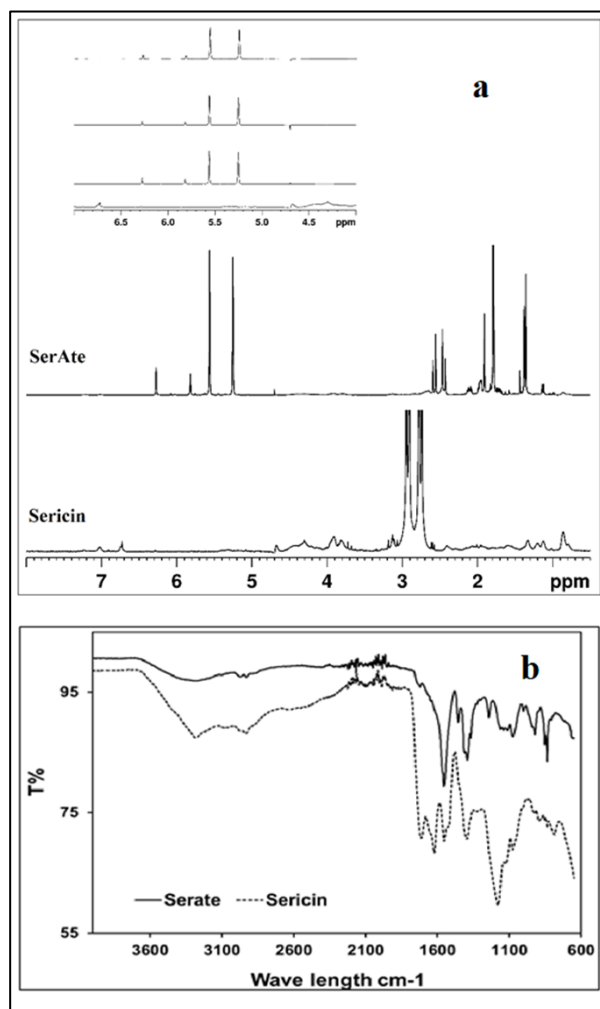 a
6.5 6.0 5.5 5.0 4.5 ppm
SerAte
Sericin
7 6 5 4 3 2 ppm
b
95
75
55
T%
Serate Sericin
3600 3100 2600 2100 1600 1100 600
Wave length cm-1